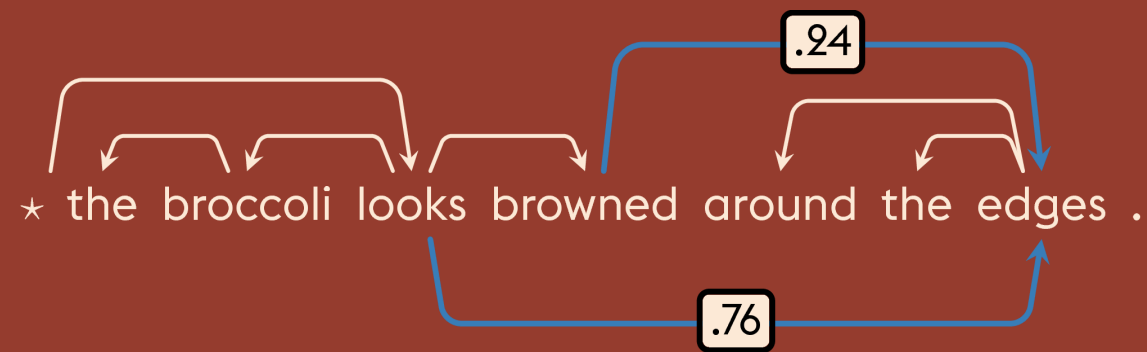 .24
⋆ the broccoli looks browned around the edges .
.76